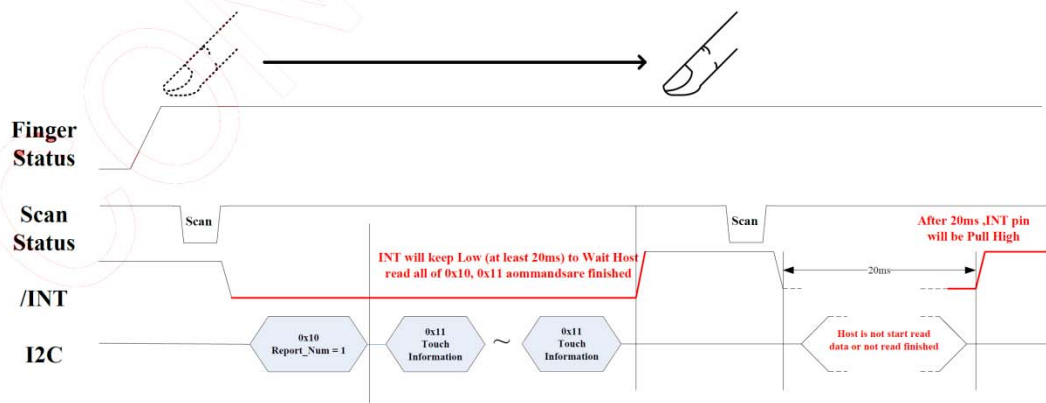 Finger
Status
Scan
Status
Scan
Scan
After 20ms ,INT pin
will be Pull High
INT will keep Low (at least 20ms) to Wait Host
read all of 0x10, 0x11 aommandsare finished
20ms
/INT
I2C
0x10
Report_Num = 1
0x11
Touch
Information
~
0x11
Touch
Information
Host is not start read
data or not read finished